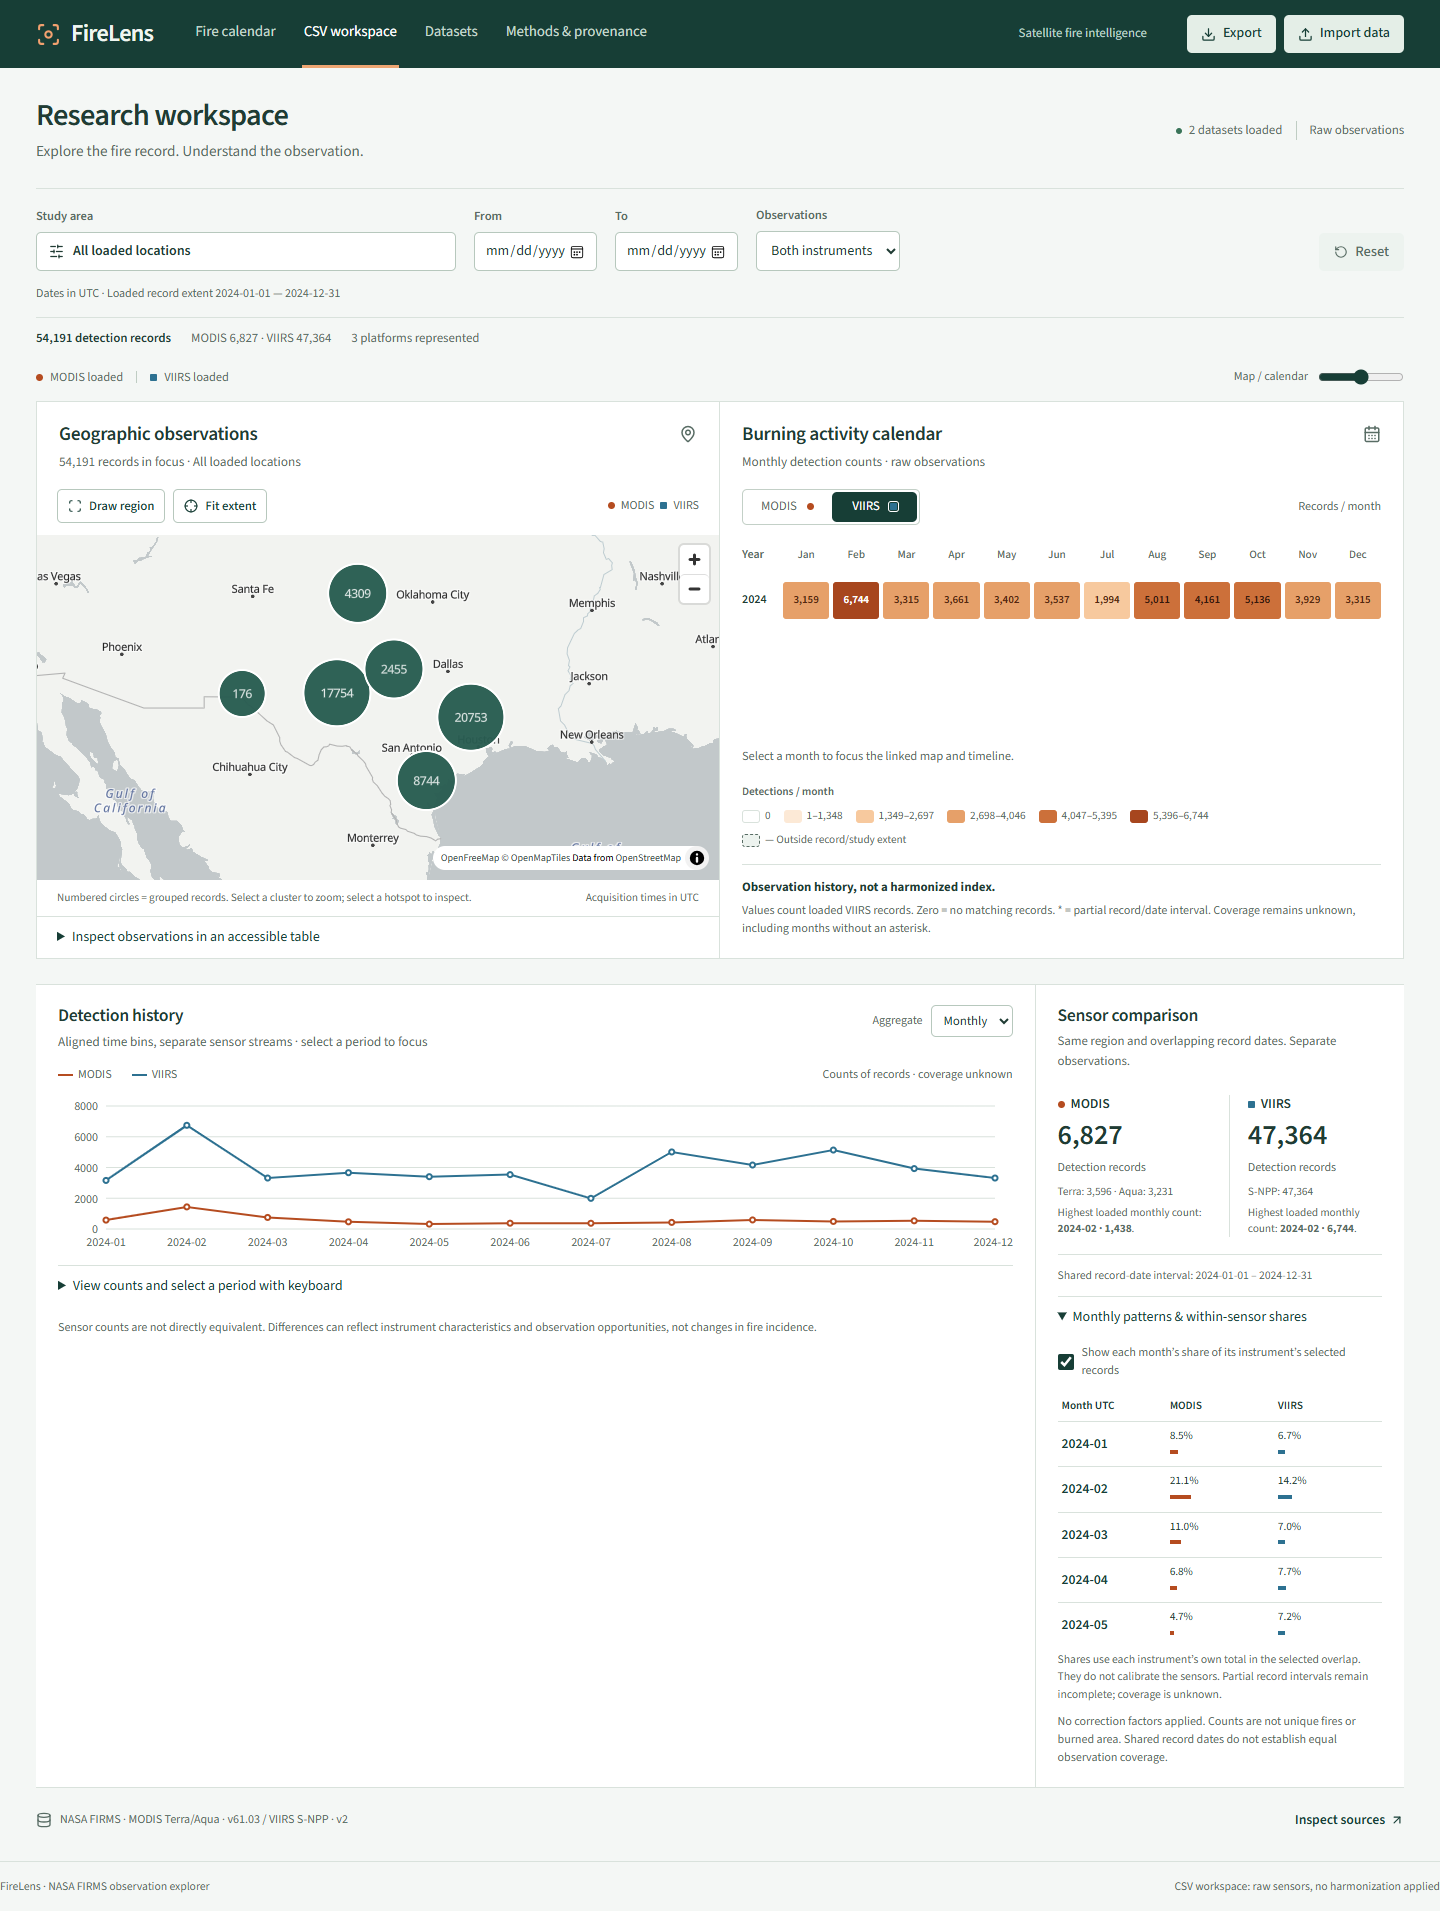 FireLens
Fire calendar
CSV workspace
Datasets
Methods & provenance
Satellite fire intelligence
Export
Import data
Research workspace
Explore the fire record. Understand the observation.
2 datasets loaded
Raw observations
Study area
From
To
Observations
All loaded locations
mm/dd/yyyy
mm/dd/yyyy
Both instruments
Reset
Dates in UTC · Loaded record extent 2024-01-01 — 2024-12-31
54,191 detection records
MODIS 6,827 · VIIRS 47,364
3 platforms represented
MODIS loaded
VIIRS loaded
Map / calendar
Geographic observations
54,191 records in focus · All loaded locations
Draw region
Fit extent
MODIS
VIIRS
as Vegas
Santa Fe
4309
Oklahoma City
Nashvill
Memphis
Phoenix
Atlar
2455
Dallas
176
17754
Jackson
20753
San Antonio
New Orleans
Chihuahua City
8744
Gulf of
California
Monterrey
OpenFreeMap © OpenMapTiles Data from OpenStreetMap
Numbered circles = grouped records. Select a cluster to zoom; select a hotspot to inspect.
Acquisition times in UTC
Inspect observations in an accessible table
Burning activity calendar
Monthly detection counts · raw observations
MODIS
VIIRS
Records / month
Year Jan Feb Mar Apr May Jun Jul Aug Sep Oct Nov Dec
2024 3,159 6,744 3,315 3,661 3,402 3,537 1,994 5,011 4,161 5,136 3,929 3,315
Select a month to focus the linked map and timeline.
Detections / month
0 1–1,348 1,349–2,697 2,698–4,046 4,047–5,395 5,396–6,744
— Outside record/study extent
Observation history, not a harmonized index.
Values count loaded VIIRS records. Zero = no matching records. * = partial record/date interval. Coverage remains unknown,
including months without an asterisk.
Detection history
Aligned time bins, separate sensor streams · select a period to focus
Aggregate
Monthly
MODIS
VIIRS
Counts of records · coverage unknown
8000
6000
4000
2000
0
2024-01 2024-02 2024-03 2024-04 2024-05 2024-06 2024-07 2024-08 2024-09 2024-10 2024-11 2024-12
View counts and select a period with keyboard
Sensor counts are not directly equivalent. Differences can reflect instrument characteristics and observation opportunities, not changes in fire incidence.
Sensor comparison
Same region and overlapping record dates. Separate
observations.
MODIS
6,827
Detection records
Terra: 3,596 · Aqua: 3,231
Highest loaded monthly count:
2024-02 · 1,438.
VIIRS
47,364
Detection records
S-NPP: 47,364
Highest loaded monthly
count: 2024-02 · 6,744.
Shared record-date interval: 2024-01-01 – 2024-12-31
Monthly patterns & within-sensor shares
Show each month's share of its instrument's selected
records
Month UTC MODIS VIIRS
2024-01 8.5% 6.7%
2024-02 21.1% 14.2%
2024-03 11.0% 7.0%
2024-04 6.8% 7.7%
2024-05 4.7% 7.2%
Shares use each instrument's own total in the selected overlap.
They do not calibrate the sensors. Partial record intervals remain
incomplete; coverage is unknown.
No correction factors applied. Counts are not unique fires or
burned area. Shared record dates do not establish equal
observation coverage.
NASA FIRMS · MODIS Terra/Aqua · v61.03 / VIIRS S-NPP · v2
Inspect sources
FireLens · NASA FIRMS observation explorer
CSV workspace: raw sensors, no harmonization applied